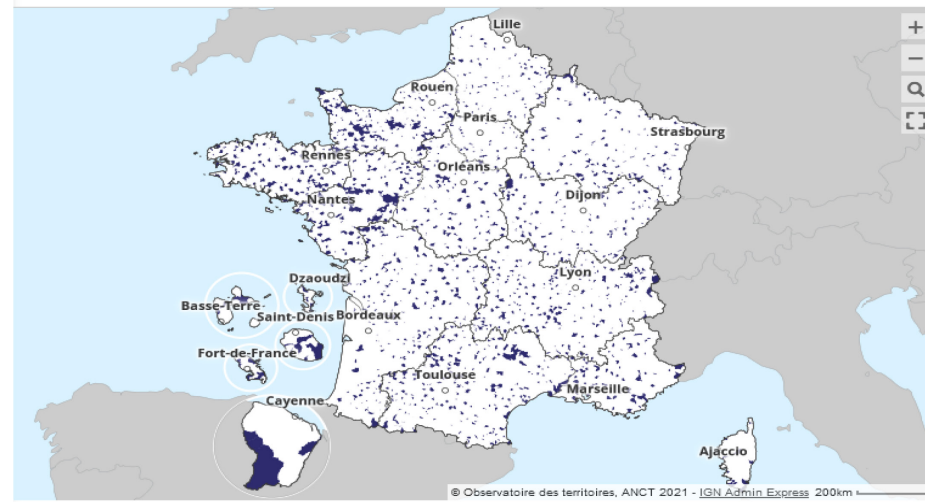 Lille
Rouen
Paris
Strasbourg
Rennes
Orléans
Nantes
Dijon
Dzaoudzi
Lyon
Basse-Terre
Saint-Denis
Bordeaux
Fort-de-France
Toulouse
Marseille
Cayenne
Ajaccio
© Observatoire des territoires, ANCT 2021 - IGN Admin Express 200km